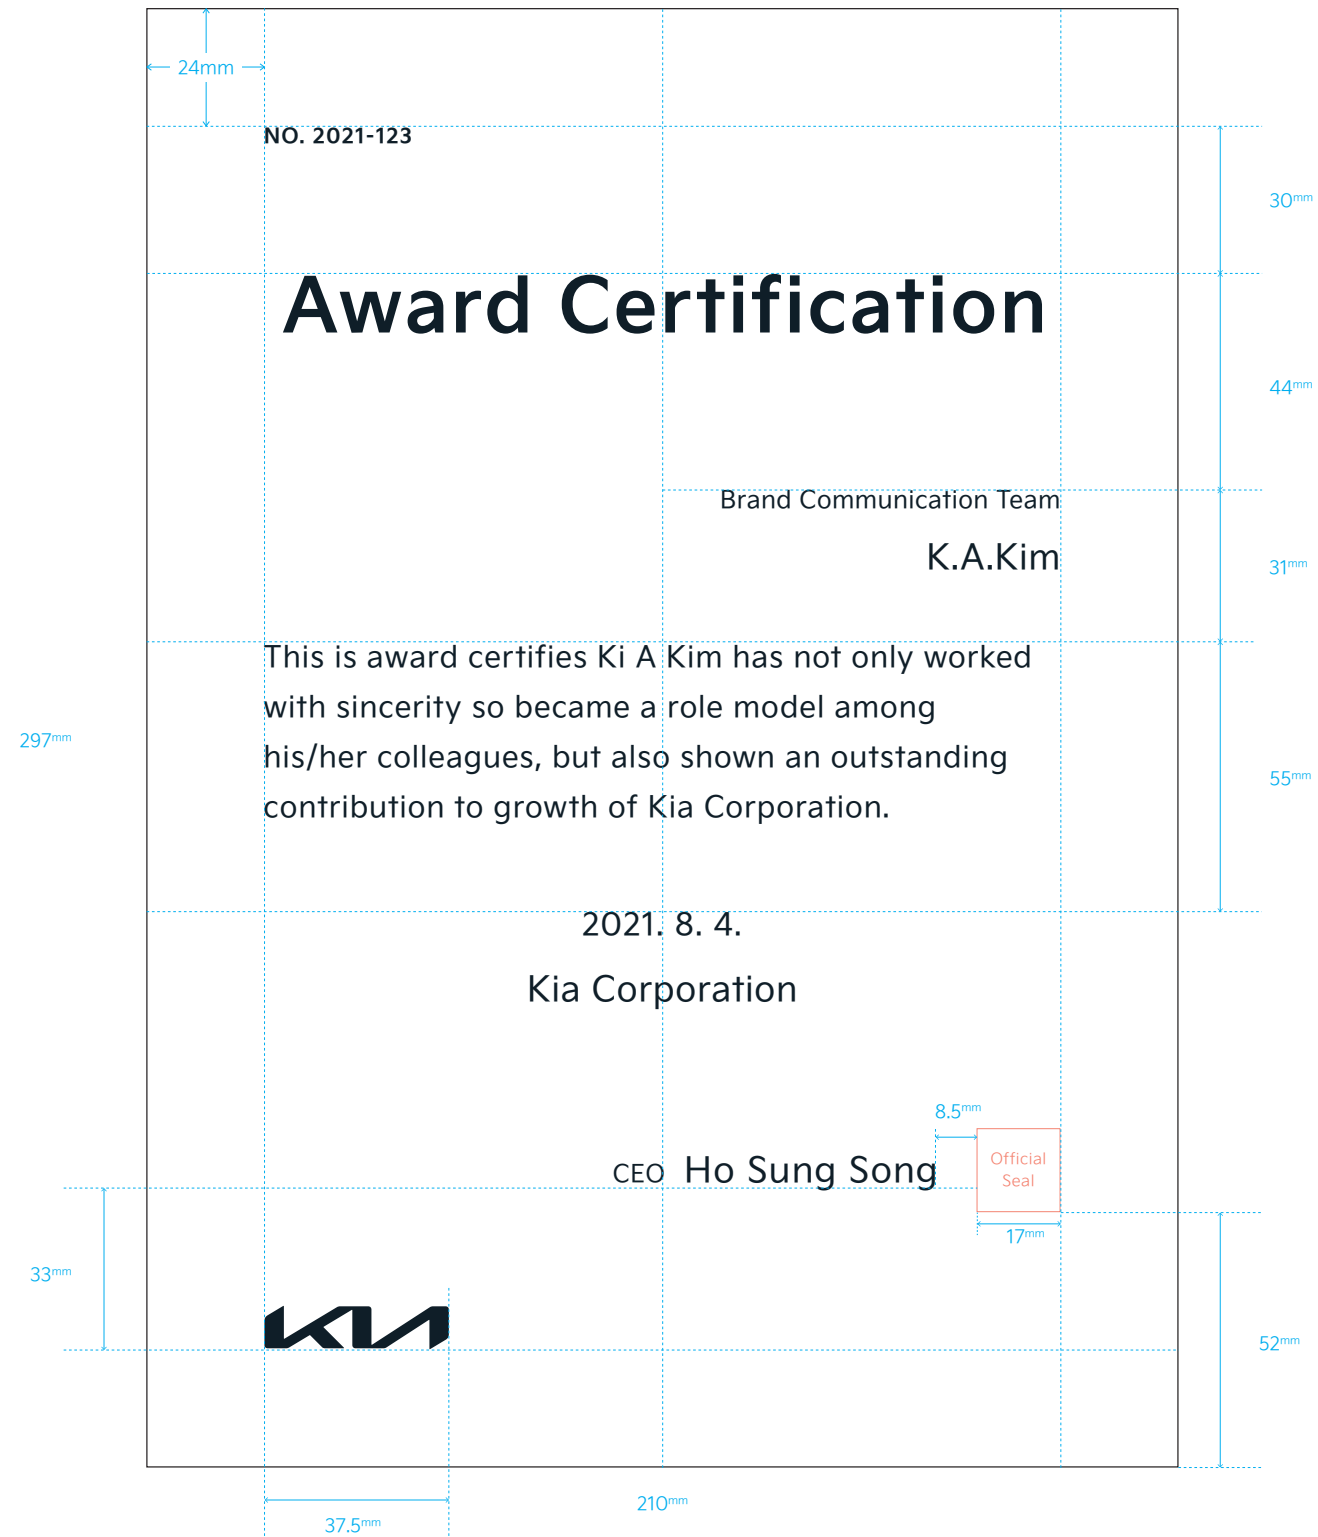 24mm
NO. 2021-123
30mm
Award Certification
44mm
Brand Communication Team
K.A.Kim
31mm
This is award certifies Ki A Kim has not only worked
with sincerity so became a role model among
297mm
his/her colleagues, but also shown an outstanding
55mm
contribution to growth of Kia Corporation.
2021. 8. 4.
Kia Corporation
8.5mm
CEO Ho Sung Song
Official
Seal
17mm
33mm
KIA
52mm
210mm
37.5mm